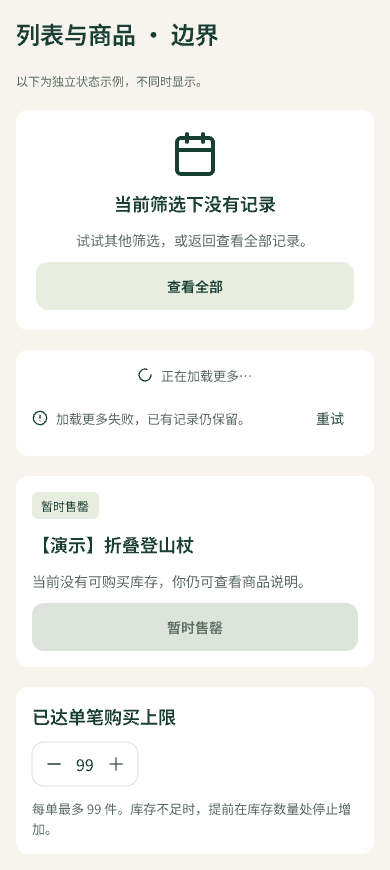 列表与商品 · 边界
以下为独立状态示例，不同时显示。
当前筛选下没有记录
试试其他筛选，或返回查看全部记录。
查看全部
正在加载更多…
加载更多失败，已有记录仍保留。 重试
暂时售罄
【演示】折叠登山杖
当前没有可购买库存，你仍可查看商品说明。
暂时售罄
已达单笔购买上限
− 99 +
每单最多 99 件。库存不足时，提前在库存数量处停止增
加。